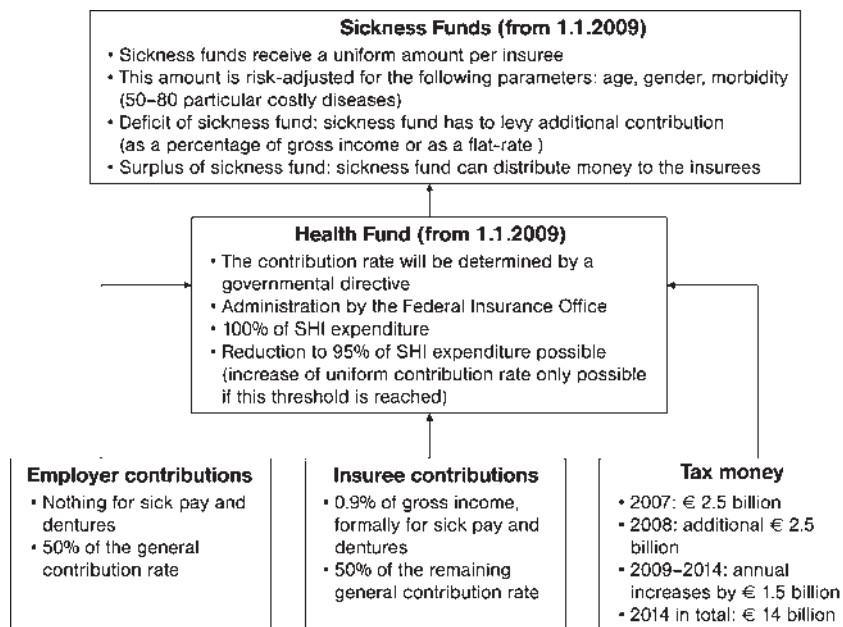 Sickness Funds (from 1.1.2009)
• Sickness funds receive a uniform amount per insuree
• This amount is risk-adjusted for the following parameters: age, gender, morbidity
(50–80 particular costly diseases)
• Deficit of sickness fund: sickness fund has to levy additional contribution
(as a percentage of gross income or as a flat-rate )
• Surplus of sickness fund: sickness fund can distribute money to the insurees
Health Fund (from 1.1.2009)
• The contribution rate will be determined by a
governmental directive
• Administration by the Federal Insurance Office
• 100% of SHI expenditure
• Reduction to 95% of SHI expenditure possible
(increase of uniform contribution rate only possible
if this threshold is reached)
Employer contributions
• Nothing for sick pay and
dentures
• 50% of the general
contribution rate
Insuree contributions
• 0.9% of gross income,
formally for sick pay and
dentures
• 50% of the remaining
general contribution rate
Tax money
• 2007: € 2.5 billion
• 2008: additional € 2.5
billion
• 2009–2014: annual
increases by € 1.5 billion
• 2014 in total: € 14 billion